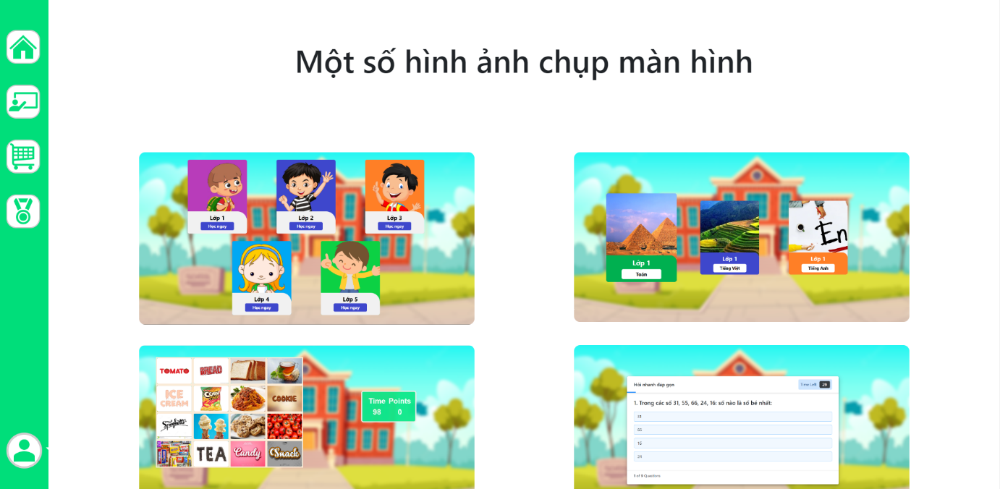 Một số hình ảnh chụp màn hình
Lớp 1
Học ngay
Lớp 2
Học ngay
Lớp 3
Học ngay
Lớp 4
Học ngay
Lớp 5
Học ngay
Lớp 1
Toán
Lớp 1
Tiếng Việt
Lớp 1
Tiếng Anh
En
TOMATO
BREAD
ICE
CREAM
CORN
COOKIE
Spaghetti
TEA
Candy
Snack
Time Points
98 0
Hỏi nhanh đáp gọn
Time Left 29
1. Trong các số 31, 55, 66, 24, 16: số nào là số bé nhất:
31
66
16
24
1 of 9 Questions